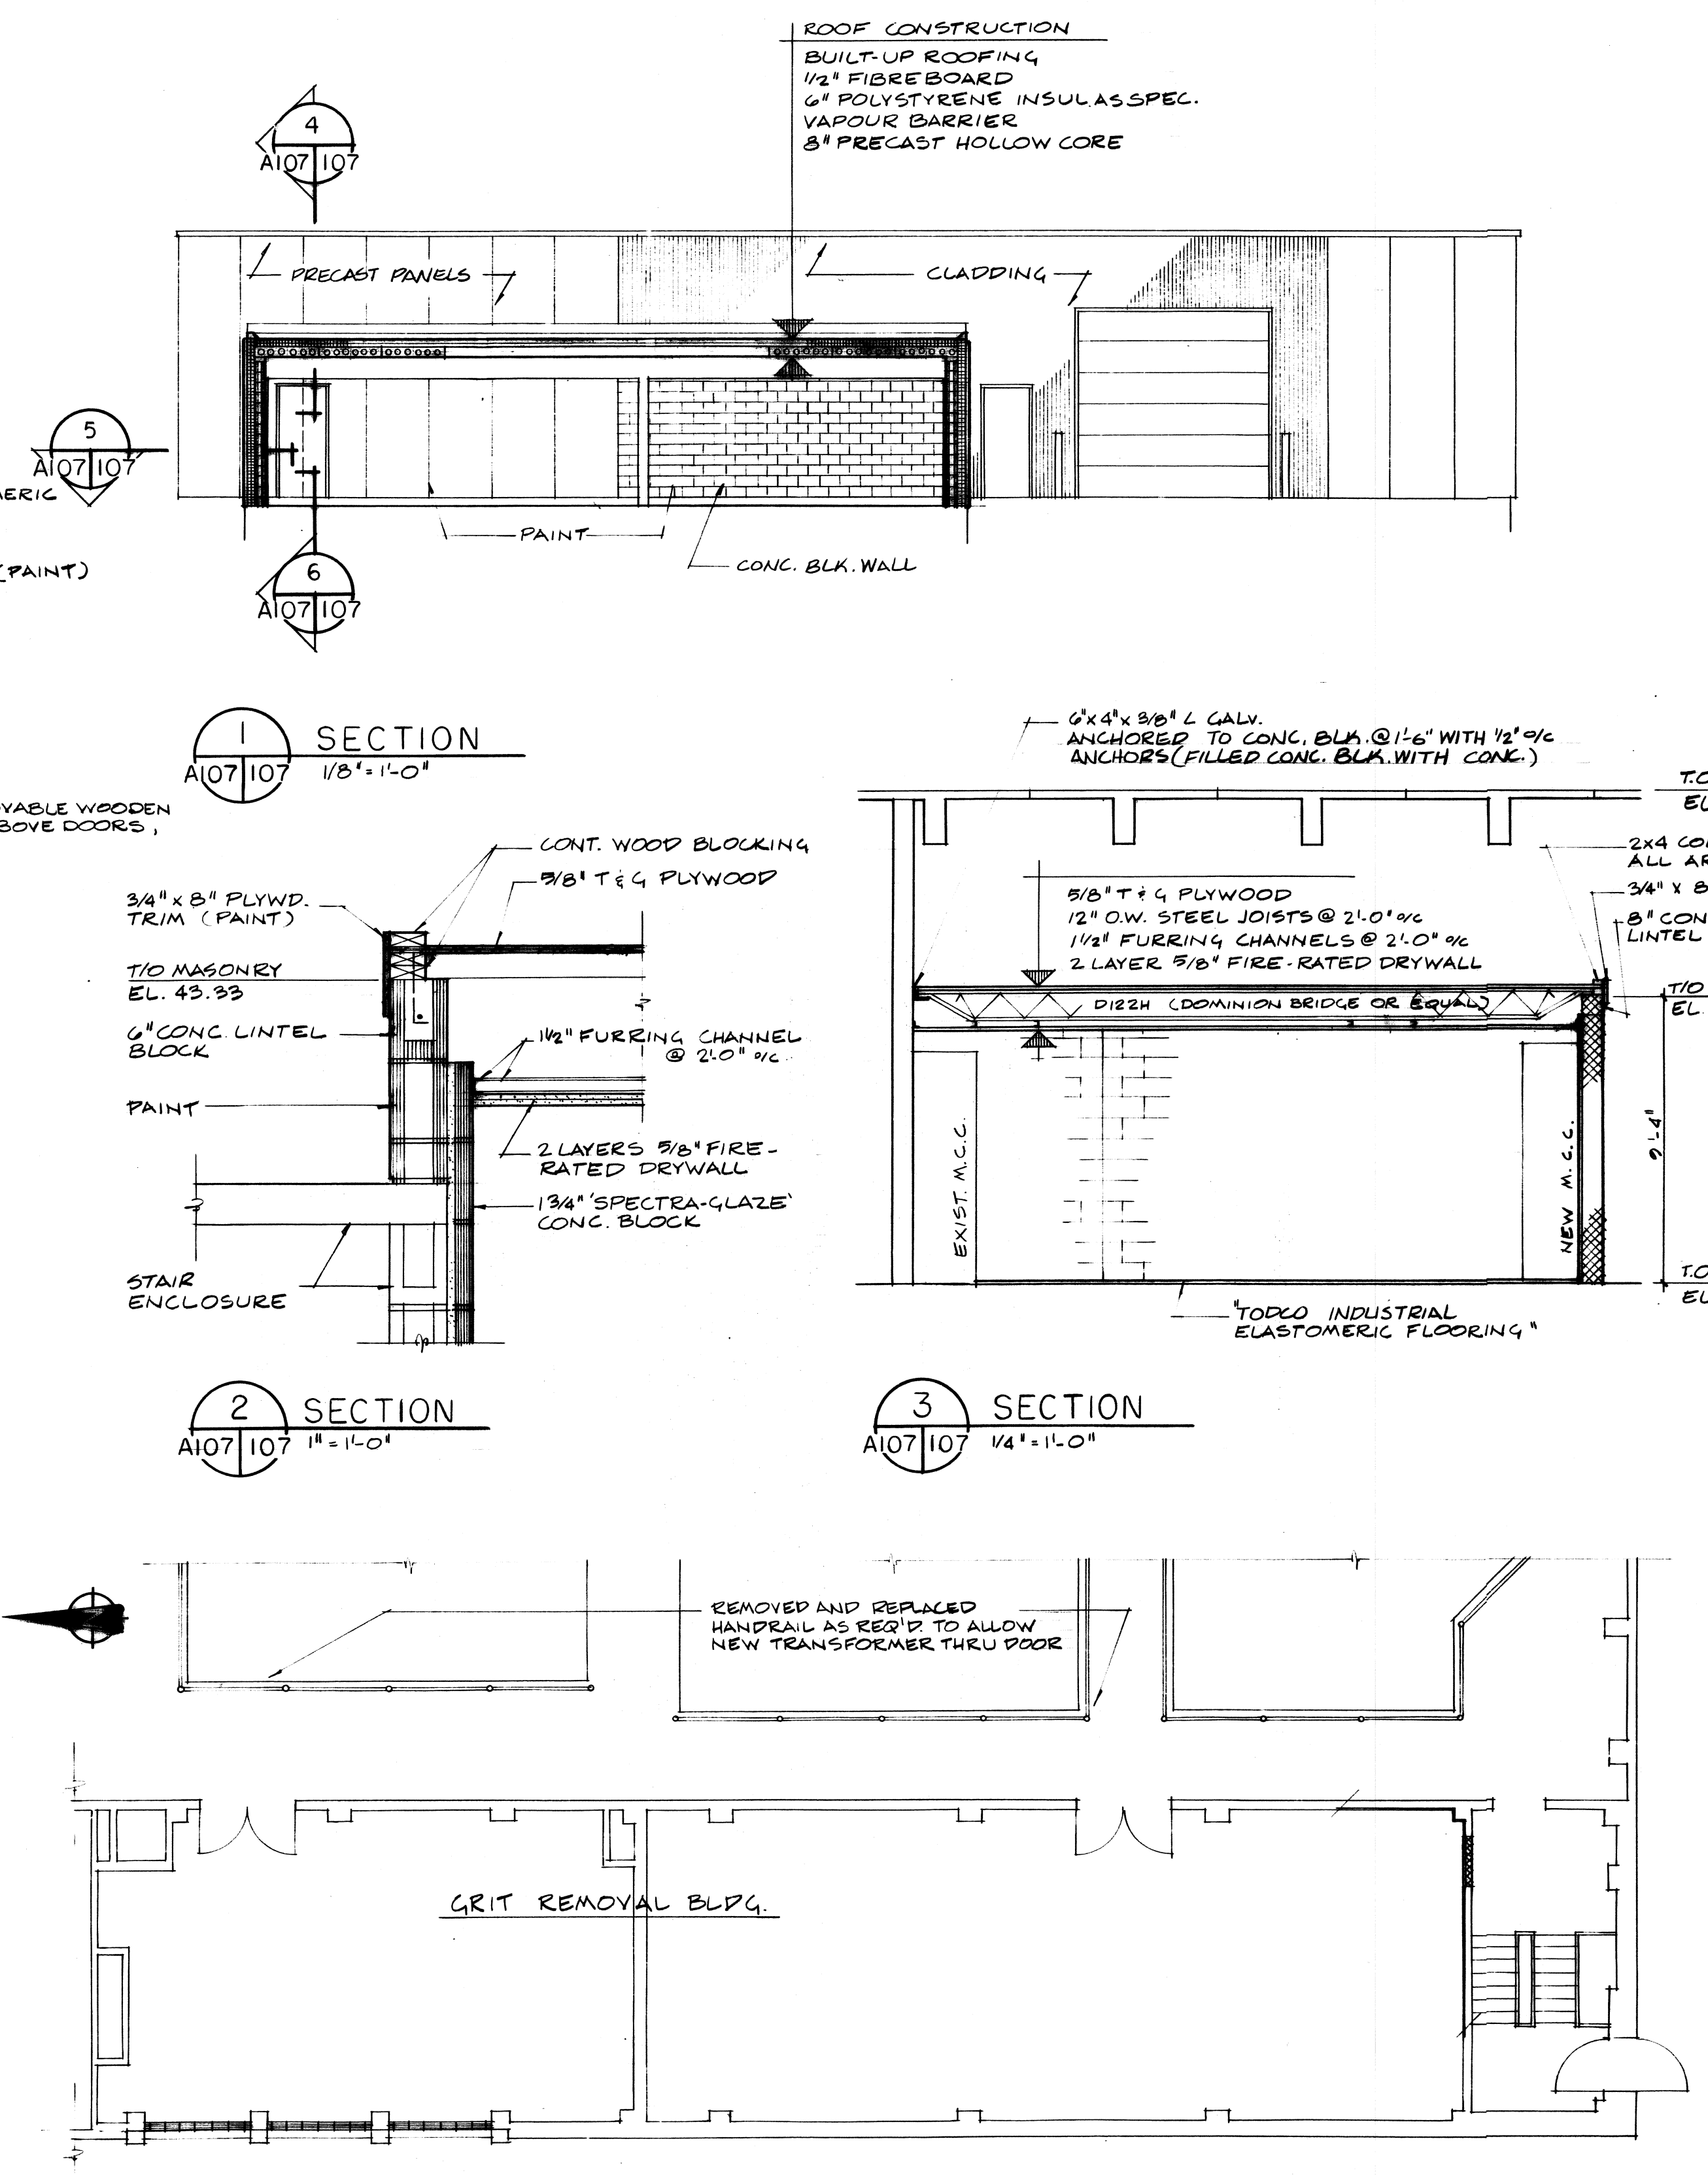 ROOF CONSTRUCTION
BUILT-UP ROOFING
1/2" FIBREBOARD
6" POLYSTYRENE INSUL. AS SPEC.
VAPOUR BARRIER
8" PRECAST HOLLOW CORE
4
A107 107
PRECAST PANELS
CLADDING
5
A107 107
ERIC
PAINT
(PAINT)
CONC. BLK. WALL
6
A107 107
1
A107 107
SECTION
1/8" = 1'-0"
VABLE WOODEN
BOVE DOORS,
CONT. WOOD BLOCKING
5/8" T & G PLYWOOD
3/4" x 8" PLYWD.
TRIM (PAINT)
T/O MASONRY
EL. 43.33
6" CONC. LINTEL
BLOCK
1 1/2" FURRING CHANNEL
@ 2'-0" o/c
PAINT
2 LAYERS 5/8" FIRE-
RATED DRYWALL
1 3/4" 'SPECTRA-GLAZE'
CONC. BLOCK
STAIR
ENCLOSURE
2
A107 107
SECTION
1" = 1'-0"
6"x4"x3/8" L GALV.
ANCHORED TO CONC. BLK. @ 1'-6" WITH 1/2" o/c
ANCHORS (FILLED CONC. BLK. WITH CONC.)
T.O
EL
2x4 CO
ALL AR
3/4" X 8
8" CON
LINTEL
5/8" T & G PLYWOOD
12" O.W. STEEL JOISTS @ 2'-0" o/c
1 1/2" FURRING CHANNELS @ 2'-0" o/c
2 LAYER 5/8" FIRE-RATED DRYWALL
T/O
EL.
D122H (DOMINION BRIDGE OR EQUAL)
EXIST. M.C.C.
NEW M.C.C.
9'-4"
T.O
EL
"TODCO INDUSTRIAL
ELASTOMERIC FLOORING"
3
A107 107
SECTION
1/4" = 1'-0"
REMOVED AND REPLACED
HANDRAIL AS REQ'D. TO ALLOW
NEW TRANSFORMER THRU DOOR
GRIT REMOVAL BLDG.